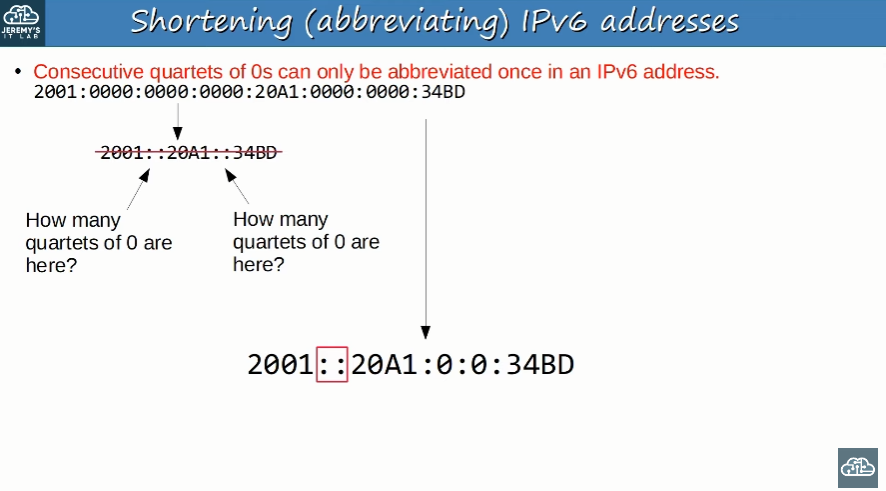 JEREMY'S
IT LAB
Shortening (abbreviating) IPv6 addresses
• Consecutive quartets of 0s can only be abbreviated once in an IPv6 address.
2001:0000:0000:0000:20A1:0000:0000:34BD
2001::20A1::34BD
How many
quartets of 0 are
here?
How many
quartets of 0 are
here?
2001::20A1:0:0:34BD